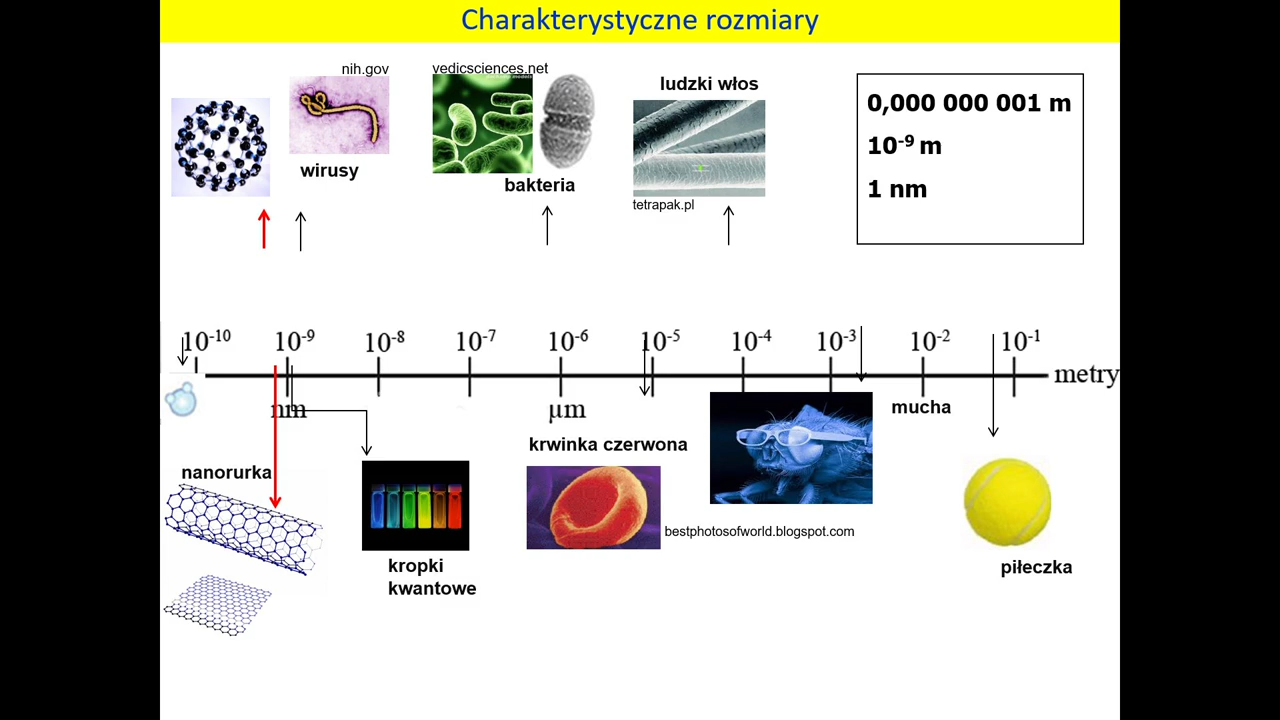 Charakterystyczne rozmiary
nih.gov
wirusy
vedicsciences.net
bakteria
ludzki włos
tetrapak.pl
0,000 000 001 m
10⁻⁹ m
1 nm
10⁻¹⁰ 10⁻⁹ 10⁻⁸ 10⁻⁷ 10⁻⁶ 10⁻⁵ 10⁻⁴ 10⁻³ 10⁻² 10⁻¹
metry
nm µm
mucha
krwinka czerwona
nanorurka
bestphotosofworld.blogspot.com
kropki
kwantowe
piłeczka